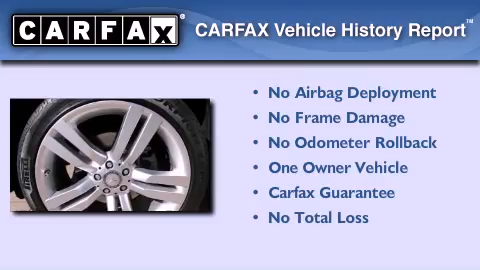 CARFAX® CARFAX Vehicle History Report™
• No Airbag Deployment
• No Frame Damage
• No Odometer Rollback
• One Owner Vehicle
• Carfax Guarantee
• No Total Loss